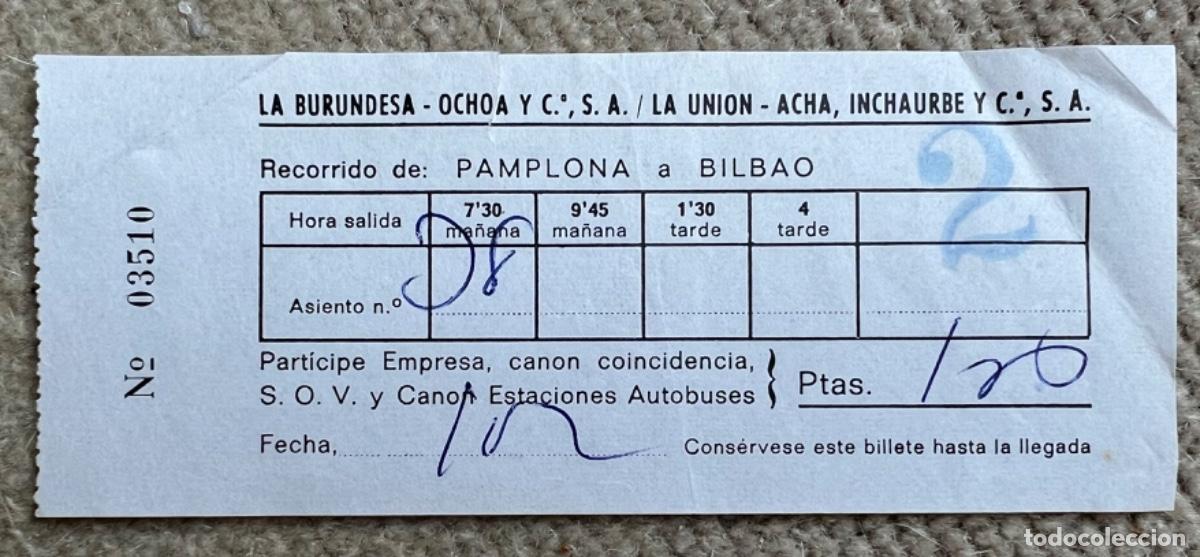 LA BURUNDESA - OCHOA Y C.ª, S. A. / LA UNION - ACHA, INCHAURBE Y C.ª, S. A.
Recorrido de: PAMPLONA a BILBAO
2
Hora salida 7'30 mañana 9'45 mañana 1'30 tarde 4 tarde
Asiento n.º 38
Partícipe Empresa, canon coincidencia,
S. O. V. y Canon Estaciones Autobuses } Ptas. 120
Fecha, Consérvese este billete hasta la llegada
Nº 03510
todocoleccion